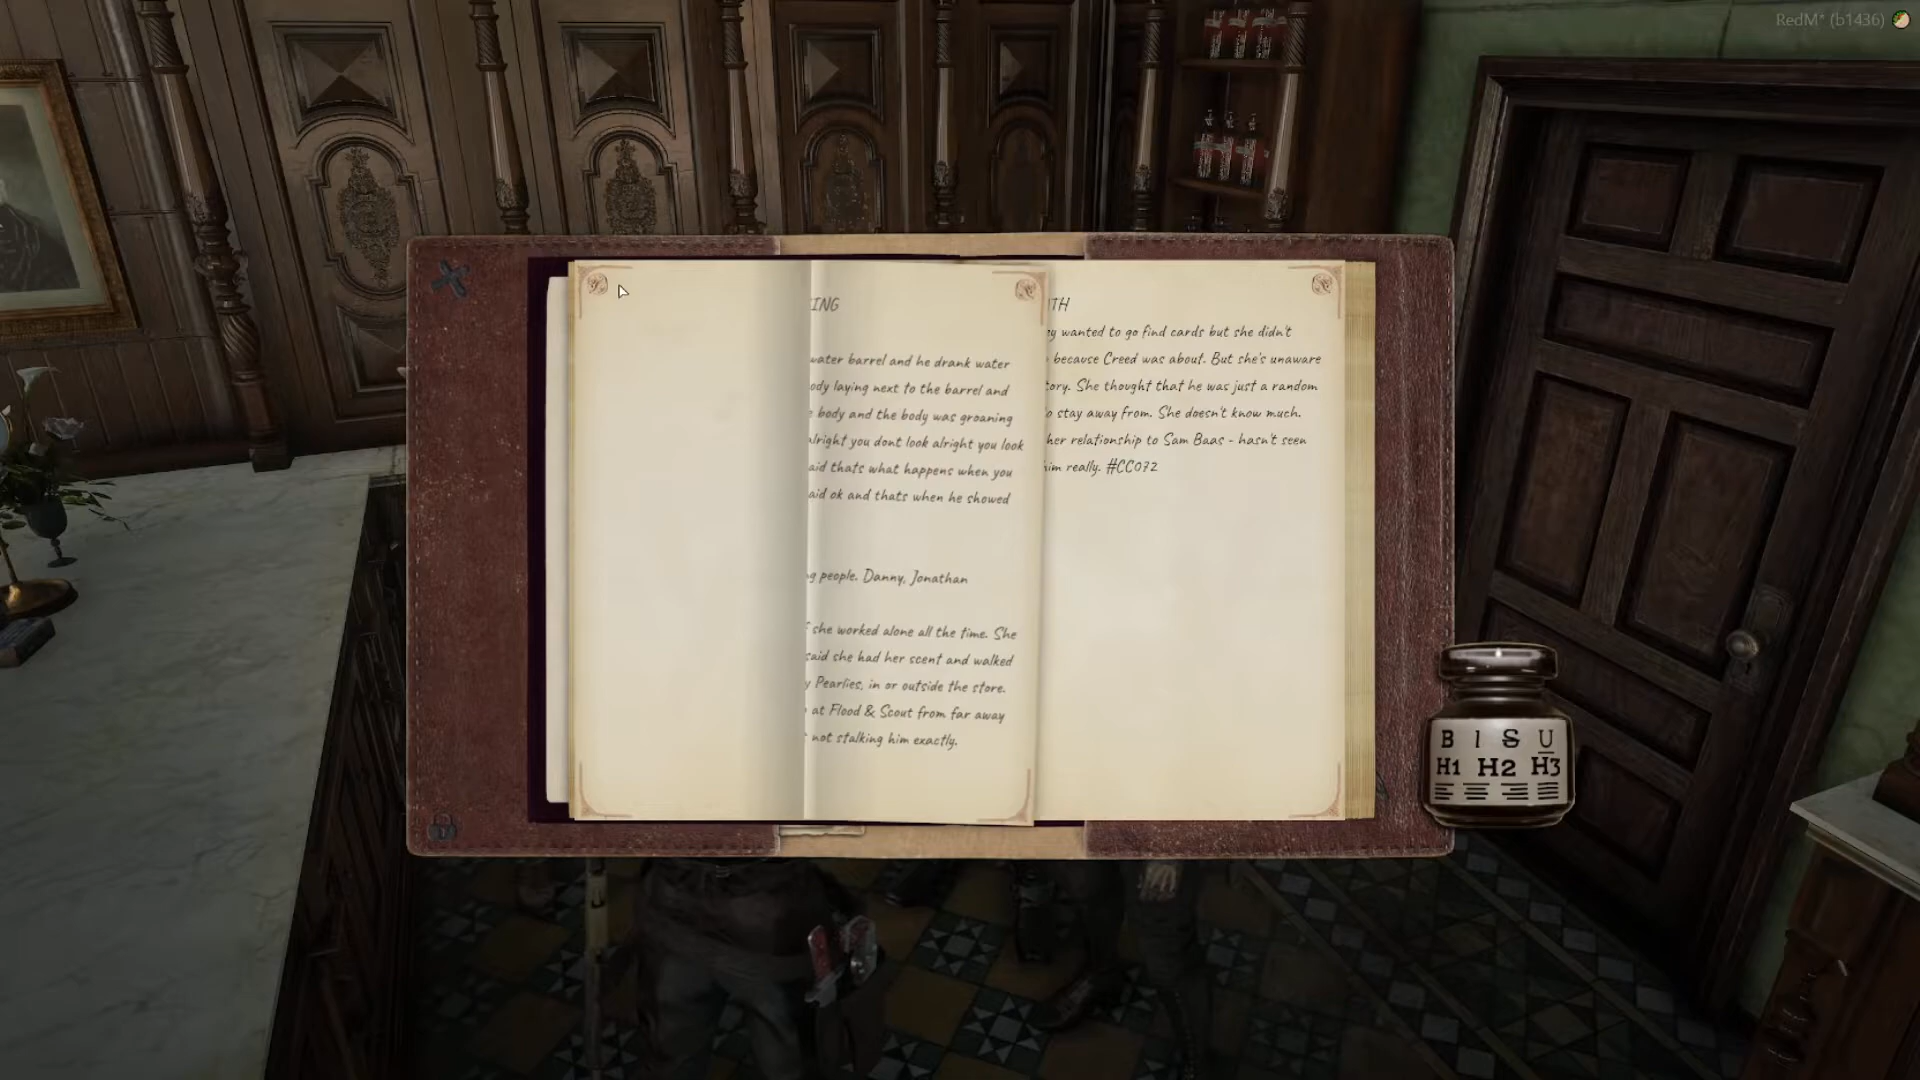 RedM* (b1436)
ING
water barrel and he drank water
ody laying next to the barrel and
body and the body was groaning
alright you dont look alright you look
aid thats what happens when you
aid ok and thats when he showed
g people. Danny, Jonathan
she worked alone all the time. She
said she had her scent and walked
y Pearlies, in or outside the store.
at Flood & Scout from far away
not stalking him exactly.
TH
ey wanted to go find cards but she didn't
because Creed was about. But she's unaware
tory. She thought that he was just a random
o stay away from. She doesn't know much.
her relationship to Sam Baas - hasn't seen
him really. #CC072
B I S U
H1 H2 H3